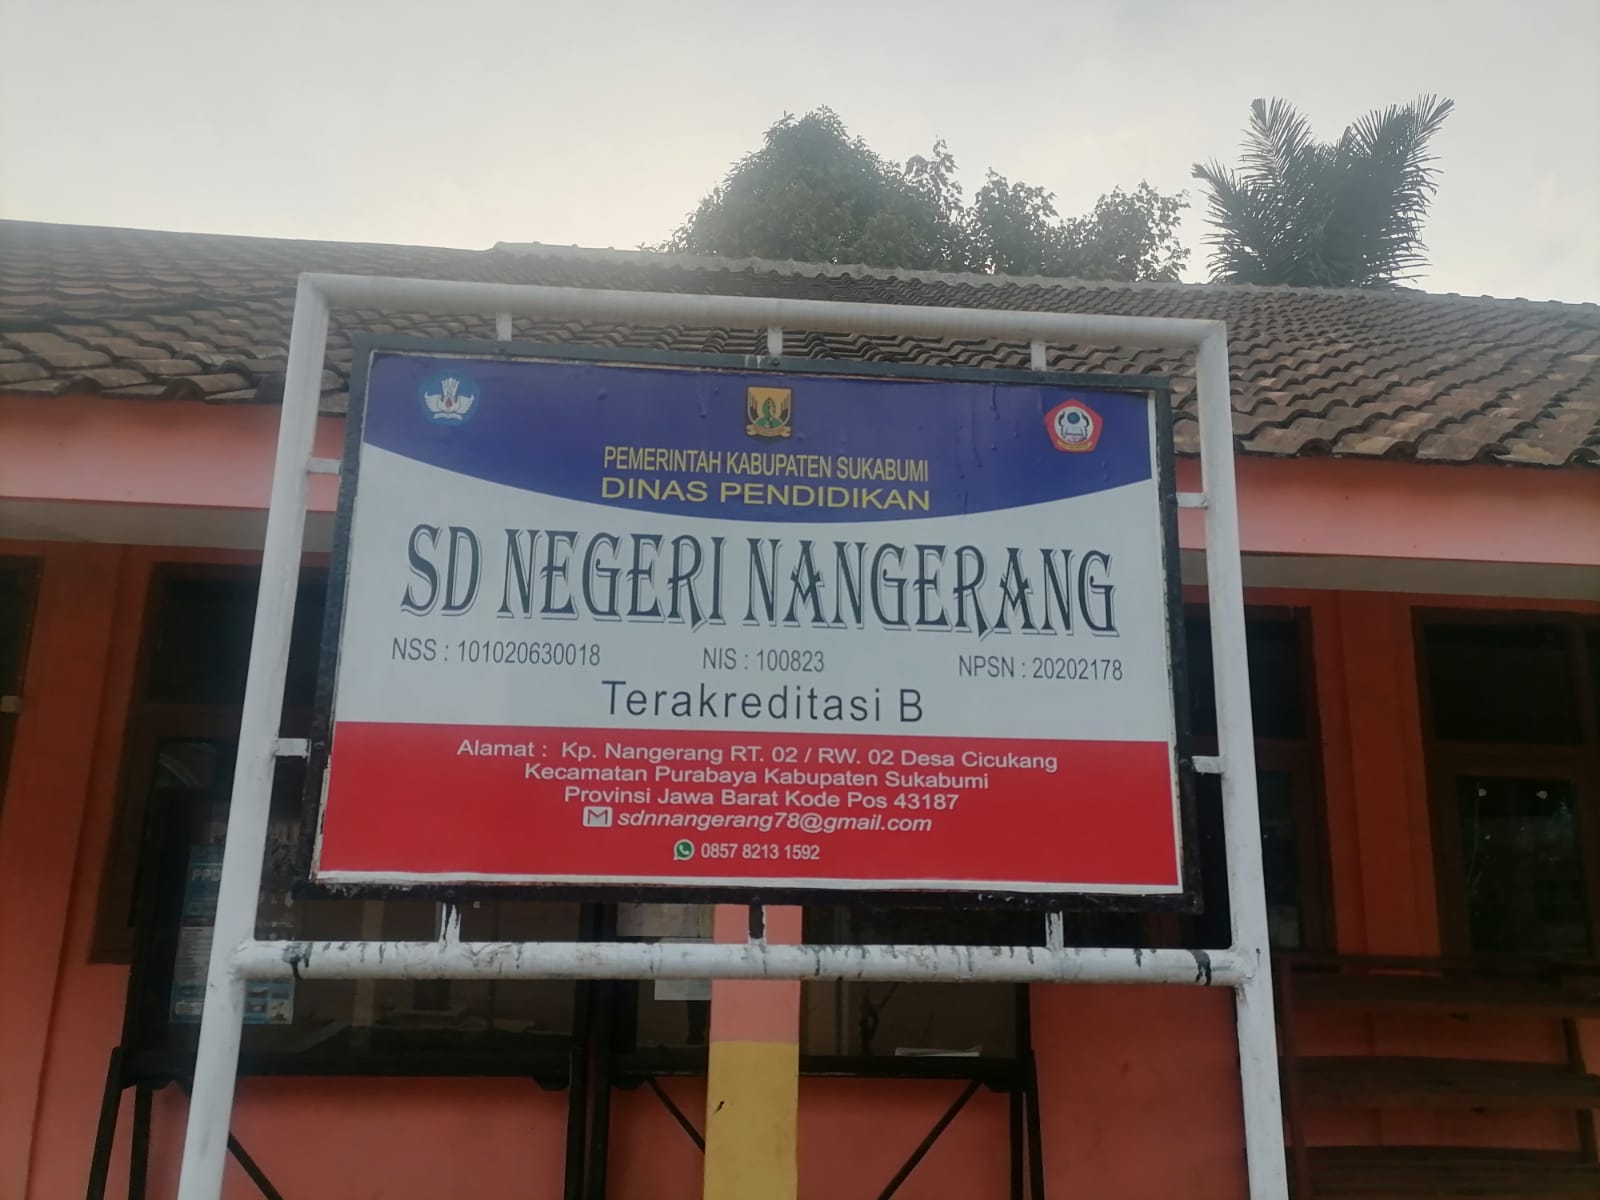 PEMERINTAH KABUPATEN SUKABUMI
DINAS PENDIDIKAN
SD NEGERI NANGERANG
NSS : 101020630018 NIS : 100823 NPSN : 20202178
Terakreditasi B
Alamat : Kp. Nangerang RT. 02 / RW. 02 Desa Cicukang
Kecamatan Purabaya Kabupaten Sukabumi
Provinsi Jawa Barat Kode Pos 43187
sdnnangerang78@gmail.com
0857 8213 1592